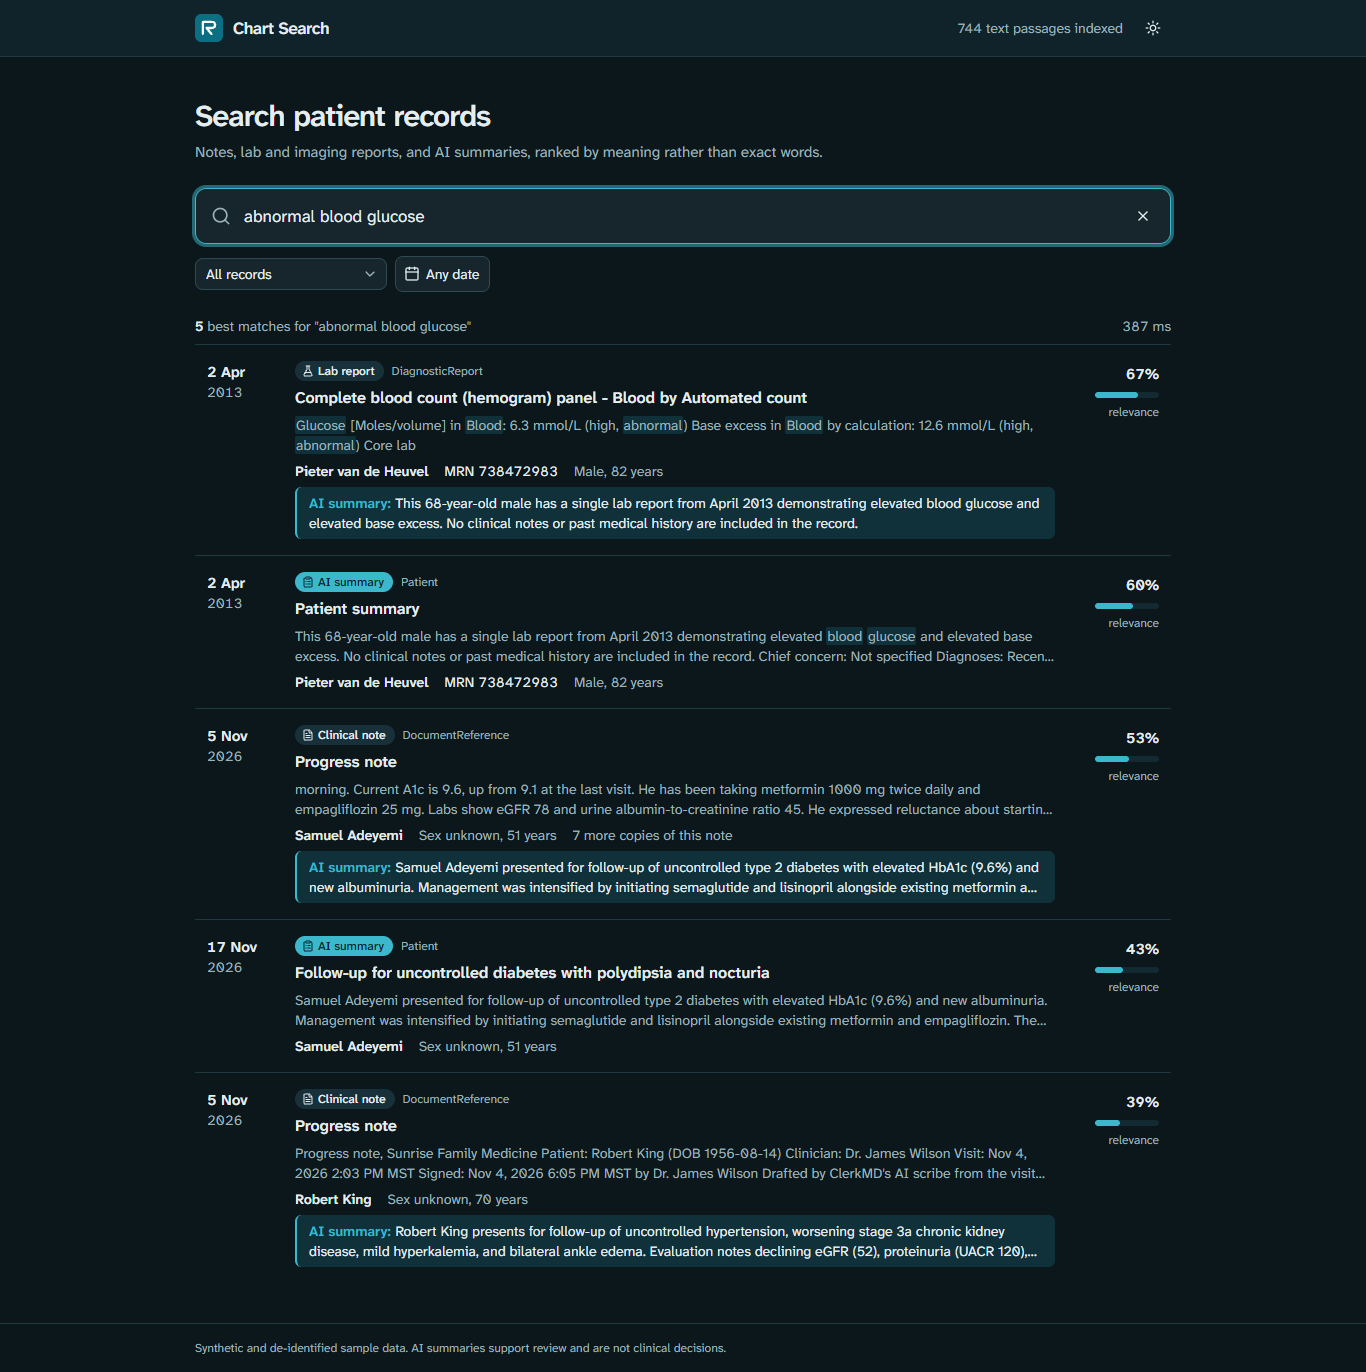 Chart Search
744 text passages indexed
Search patient records
Notes, lab and imaging reports, and AI summaries, ranked by meaning rather than exact words.
abnormal blood glucose
All records
Any date
5 best matches for "abnormal blood glucose"
387 ms
2 Apr
2013
Lab report DiagnosticReport
Complete blood count (hemogram) panel - Blood by Automated count
Glucose [Moles/volume] in Blood: 6.3 mmol/L (high, abnormal) Base excess in Blood by calculation: 12.6 mmol/L (high,
abnormal) Core lab
Pieter van de Heuvel MRN 738472983 Male, 82 years
AI summary: This 68-year-old male has a single lab report from April 2013 demonstrating elevated blood glucose and
elevated base excess. No clinical notes or past medical history are included in the record.
67%
relevance
2 Apr
2013
AI summary Patient
Patient summary
This 68-year-old male has a single lab report from April 2013 demonstrating elevated blood glucose and elevated base
excess. No clinical notes or past medical history are included in the record. Chief concern: Not specified Diagnoses: Recen...
Pieter van de Heuvel MRN 738472983 Male, 82 years
60%
relevance
5 Nov
2026
Clinical note DocumentReference
Progress note
morning. Current A1c is 9.6, up from 9.1 at the last visit. He has been taking metformin 1000 mg twice daily and
empagliflozin 25 mg. Labs show eGFR 78 and urine albumin-to-creatinine ratio 45. He expressed reluctance about startin...
Samuel Adeyemi Sex unknown, 51 years 7 more copies of this note
AI summary: Samuel Adeyemi presented for follow-up of uncontrolled type 2 diabetes with elevated HbA1c (9.6%) and
new albuminuria. Management was intensified by initiating semaglutide and lisinopril alongside existing metformin a...
53%
relevance
17 Nov
2026
AI summary Patient
Follow-up for uncontrolled diabetes with polydipsia and nocturia
Samuel Adeyemi presented for follow-up of uncontrolled type 2 diabetes with elevated HbA1c (9.6%) and new albuminuria.
Management was intensified by initiating semaglutide and lisinopril alongside existing metformin and empagliflozin. The...
Samuel Adeyemi Sex unknown, 51 years
43%
relevance
5 Nov
2026
Clinical note DocumentReference
Progress note
Progress note, Sunrise Family Medicine Patient: Robert King (DOB 1956-08-14) Clinician: Dr. James Wilson Visit: Nov 4,
2026 2:03 PM MST Signed: Nov 4, 2026 6:05 PM MST by Dr. James Wilson Drafted by ClerkMD's AI scribe from the visit...
Robert King Sex unknown, 70 years
AI summary: Robert King presents for follow-up of uncontrolled hypertension, worsening stage 3a chronic kidney
disease, mild hyperkalemia, and bilateral ankle edema. Evaluation notes declining eGFR (52), proteinuria (UACR 120),...
39%
relevance
Synthetic and de-identified sample data. AI summaries support review and are not clinical decisions.